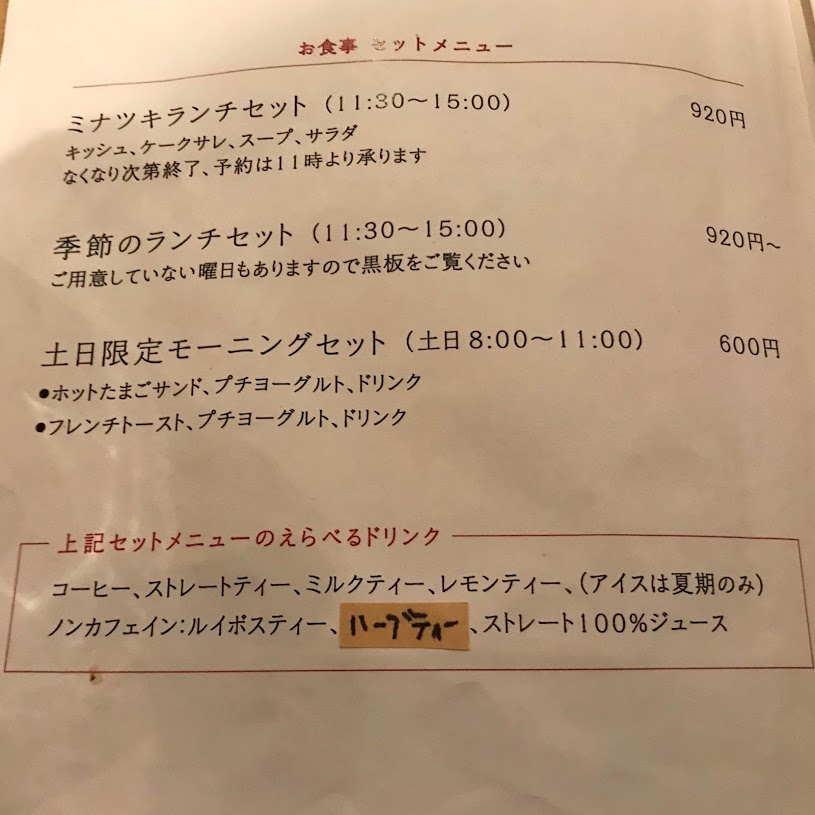 お食事 セットメニュー
ミナツキランチセット（11:30〜15:00） 920円
キッシュ、ケークサレ、スープ、サラダ
なくなり次第終了、予約は11時より承ります
季節のランチセット（11:30〜15:00） 920円〜
ご用意していない曜日もありますので黒板をご覧ください
土日限定モーニングセット（土日 8:00〜11:00） 600円
●ホットたまごサンド、プチヨーグルト、ドリンク
●フレンチトースト、プチヨーグルト、ドリンク
上記セットメニューのえらべるドリンク
コーヒー、ストレートティー、ミルクティー、レモンティー、（アイスは夏期のみ）
ノンカフェイン：ルイボスティー、ハーブティー、ストレート100%ジュース